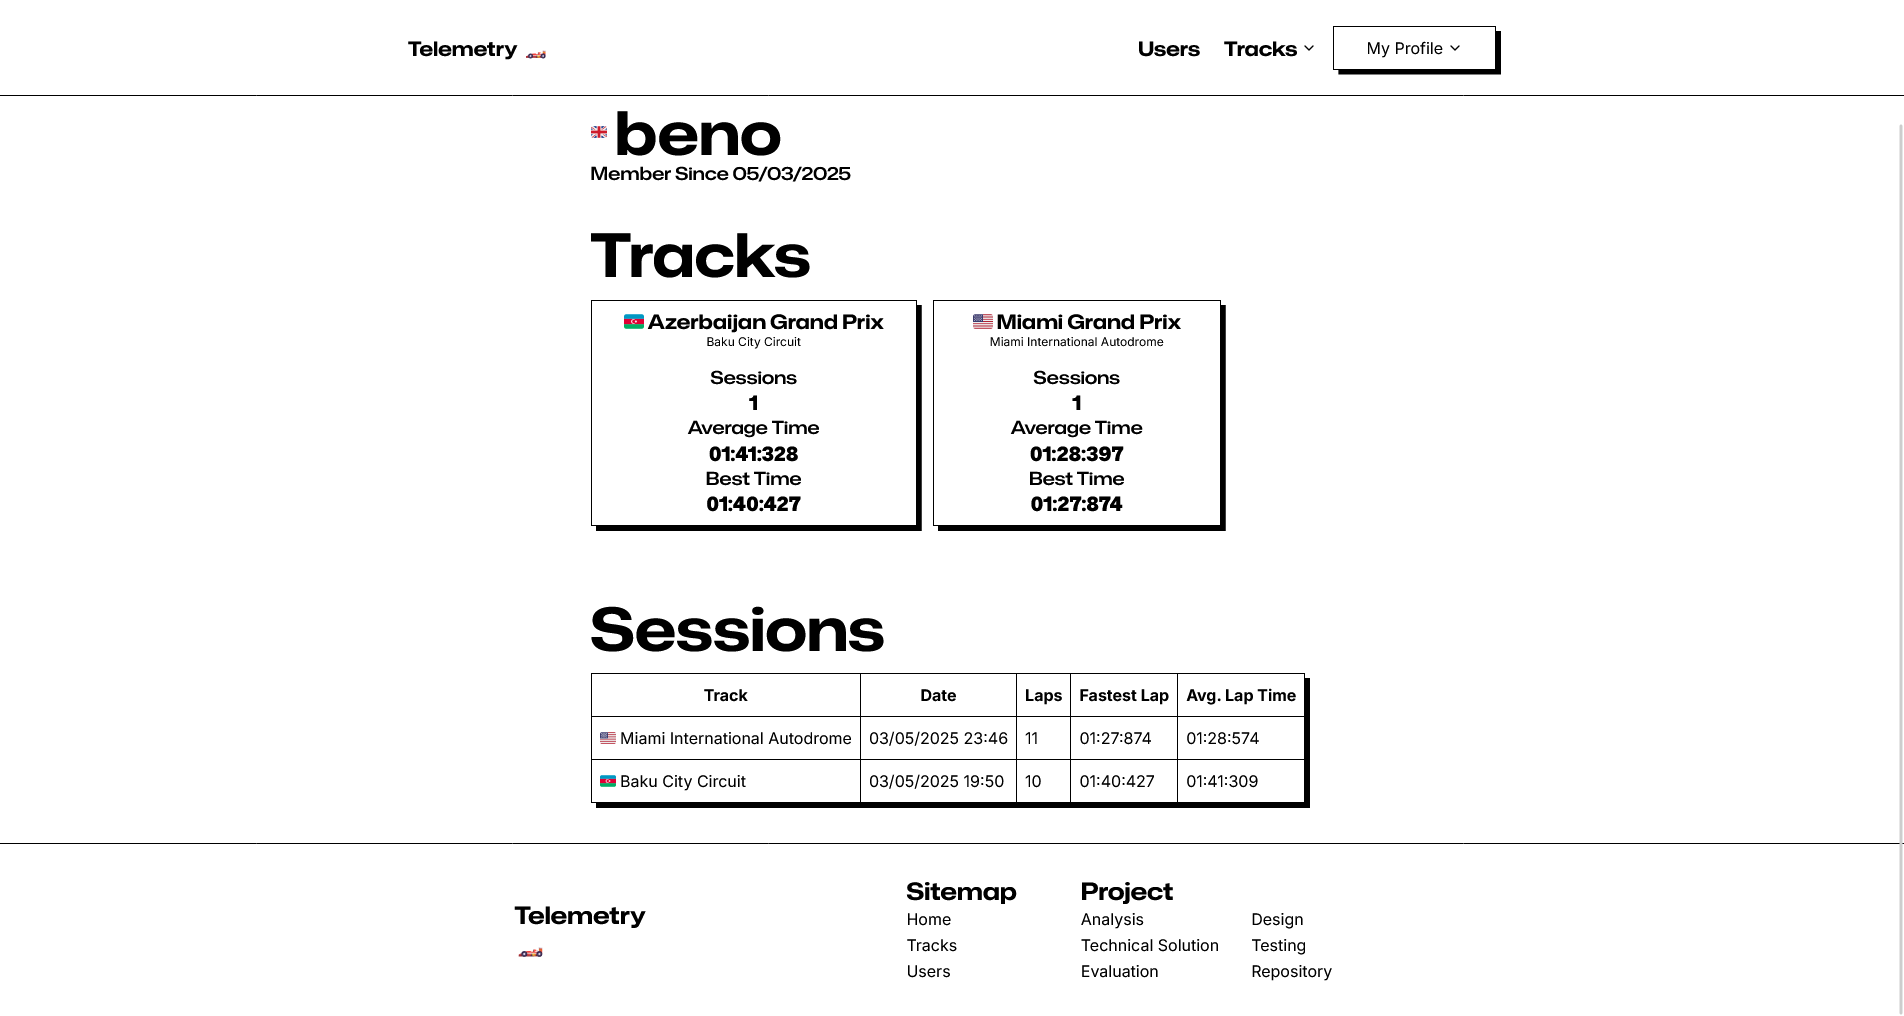 Telemetry
Users Tracks My Profile
beno
Member Since 05/03/2025
Tracks
Azerbaijan Grand Prix
Baku City Circuit
Sessions
1
Average Time
01:41:328
Best Time
01:40:427
Miami Grand Prix
Miami International Autodrome
Sessions
1
Average Time
01:28:397
Best Time
01:27:874
Sessions
Track Date Laps Fastest Lap Avg. Lap Time
Miami International Autodrome 03/05/2025 23:46 11 01:27:874 01:28:574
Baku City Circuit 03/05/2025 19:50 10 01:40:427 01:41:309
Telemetry
Sitemap
Home
Tracks
Users
Project
Analysis Design
Technical Solution Testing
Evaluation Repository